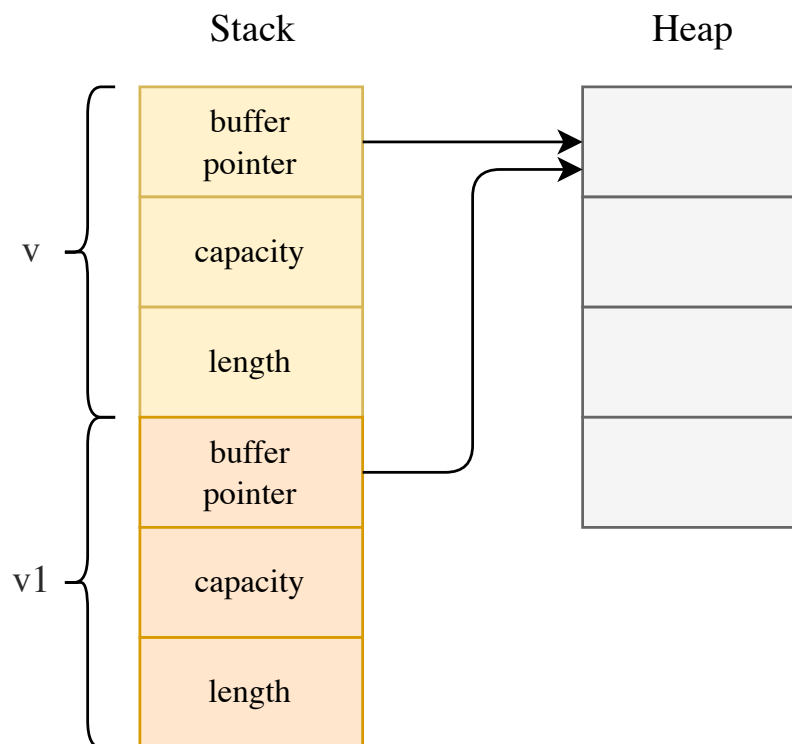 Stack
Heap
buffer
pointer
capacity
v
length
buffer
pointer
capacity
v1
length